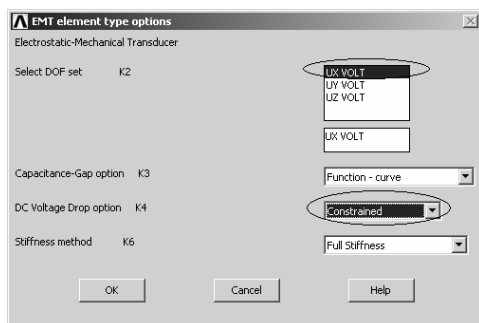 EMT element type options
Electrostatic-Mechanical Transducer
Select DOF set K2
UX VOLT
UY VOLT
UZ VOLT
UX VOLT
Capacitance-Gap option K3 Function - curve
DC Voltage Drop option K4 Constrained
Stiffness method K6 Full Stiffness
OK Cancel Help